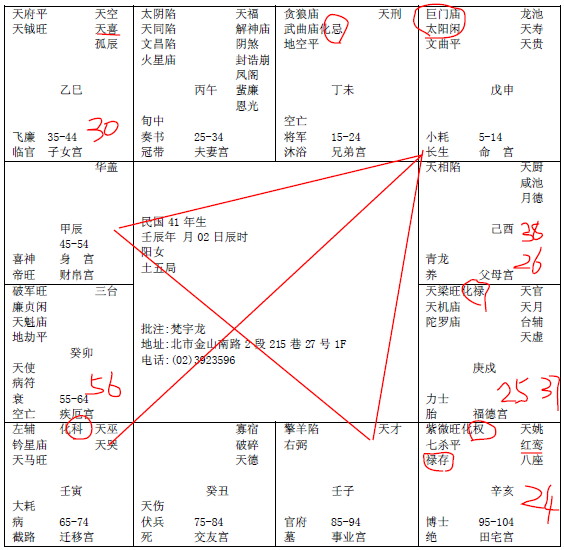 天府平 天空
天钺旺 天喜
孤辰
乙巳
30
飞廉 35-44
临官 子女宫
太阴陷 天福
天同陷 解神庙
文昌陷 阴煞
火星庙 封诰崩
凤阁
蜚廉
恩光
丙午
旬中
奏书 25-34
冠带 夫妻宫
贪狼庙 天刑
武曲庙化忌
地空平
丁未
空亡
将军 15-24
沐浴 兄弟宫
巨门庙 龙池
太阳闲 天寿
文曲平 天贵
戊申
小耗 5-14
长生 命 宫
华盖
甲辰
45-54
喜神 身 宫
帝旺 财帛宫
民国 41 年生
壬辰年 月 02 日辰时
阳女
土五局
批注:梵宇龙
地址:北市金山南路 2 段 215 巷 27 号 1F
电话:(02)3923596
天相陷 天厨
咸池
月德
己酉
38
青龙 26
养 父母宫
破军旺 三台
廉贞闲
天魁庙
地劫平
癸卯
天使
病符 56
衰 55-64
空亡 疾厄宫
天梁旺化禄 天官
天机庙 天月
陀罗庙 台辅
天虚
庚戌
力士 25 37
胎 福德宫
左辅 化科 天巫
铃星庙 天哭
天马旺
壬寅
大耗
病 65-74
截路 迁移宫
寡宿
破碎
天德
癸丑
天伤
伏兵 75-84
死 交友宫
擎羊陷 天才
右弼
壬子
官府 85-94
墓 事业宫
紫微旺化权 天姚
七杀平 红鸾
禄存 八座
辛亥
24
博士 95-104
绝 田宅宫